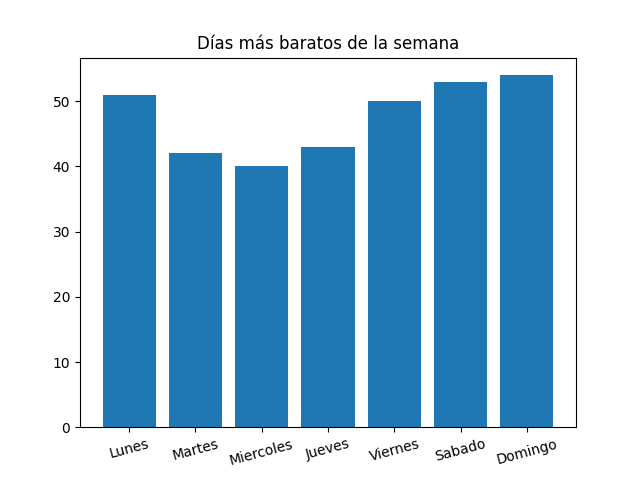 Días más baratos de la semana
50
40
30
20
10
0
Lunes
Martes
Miercoles
Jueves
Viernes
Sabado
Domingo